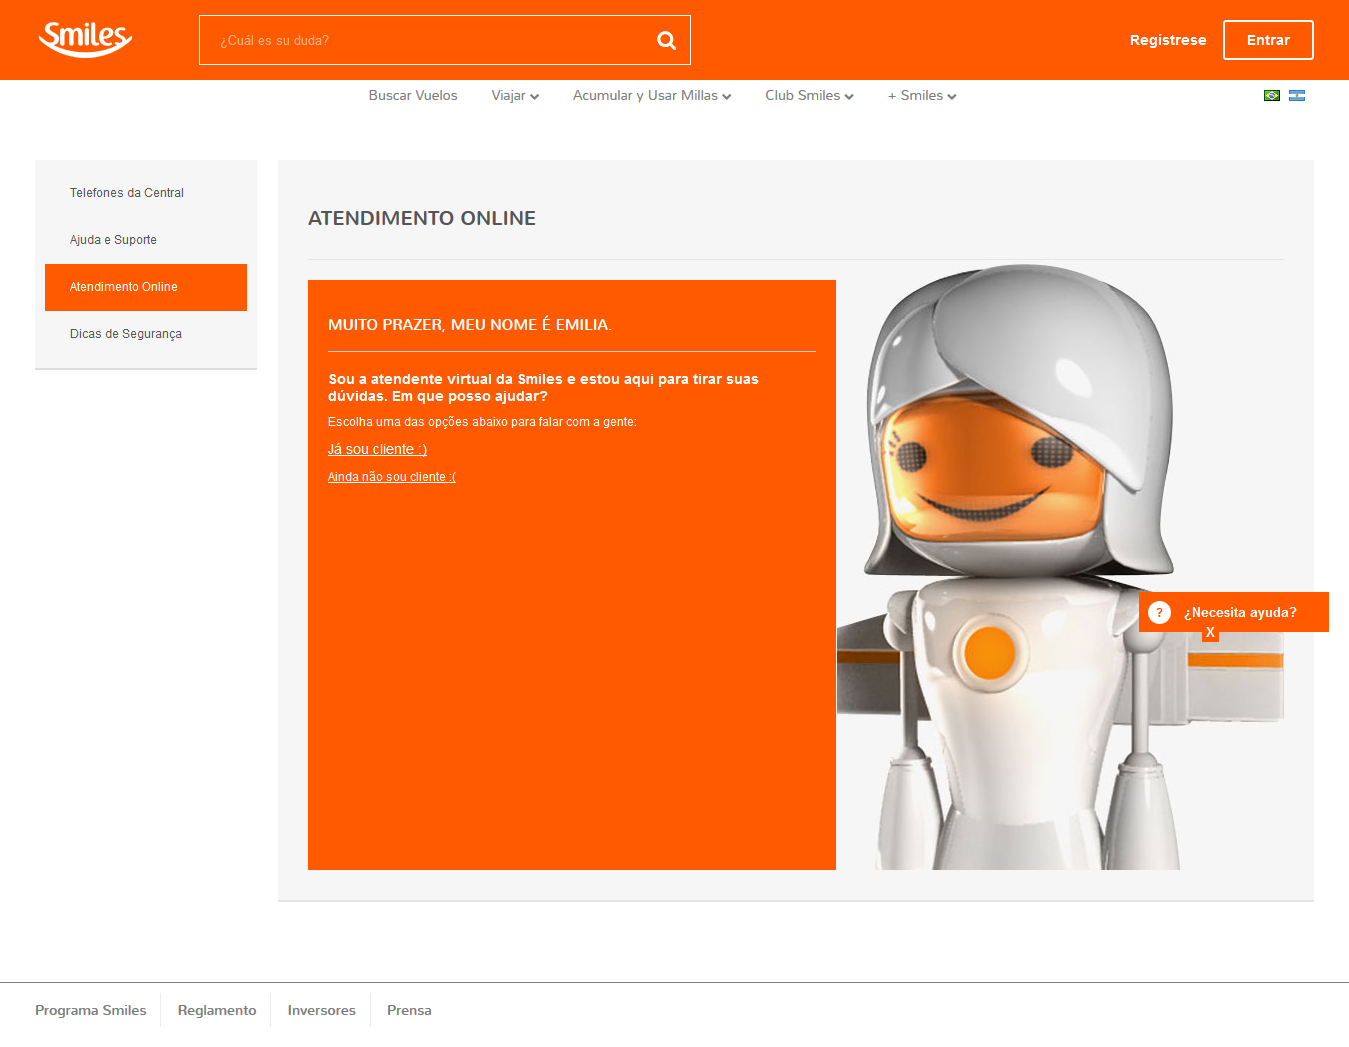 Smiles
¿Cuál es su duda?
Regístrese
Entrar
Buscar Vuelos
Viajar
Acumular y Usar Millas
Club Smiles
+ Smiles
Telefones da Central
Ajuda e Suporte
Atendimento Online
Dicas de Segurança
ATENDIMENTO ONLINE
MUITO PRAZER, MEU NOME É EMILIA.
Sou a atendente virtual da Smiles e estou aqui para tirar suas
dúvidas. Em que posso ajudar?
Escolha uma das opções abaixo para falar com a gente:
Já sou cliente :)
Ainda não sou cliente :(
? ¿Necesita ayuda?
X
Programa Smiles
Reglamento
Inversores
Prensa